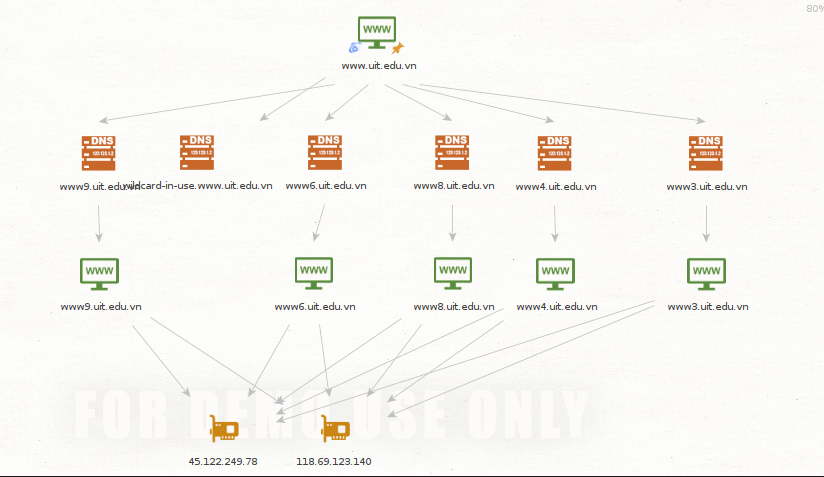 80%
WWW
www.uit.edu.vn
DNS DNS DNS DNS DNS DNS
www9.uit.edu.vn wildcard-in-use.www.uit.edu.vn www6.uit.edu.vn www8.uit.edu.vn www4.uit.edu.vn www3.uit.edu.vn
WWW WWW WWW WWW WWW
www9.uit.edu.vn www6.uit.edu.vn www8.uit.edu.vn www4.uit.edu.vn www3.uit.edu.vn
FOR DEMO USE ONLY
45.122.249.78 118.69.123.140